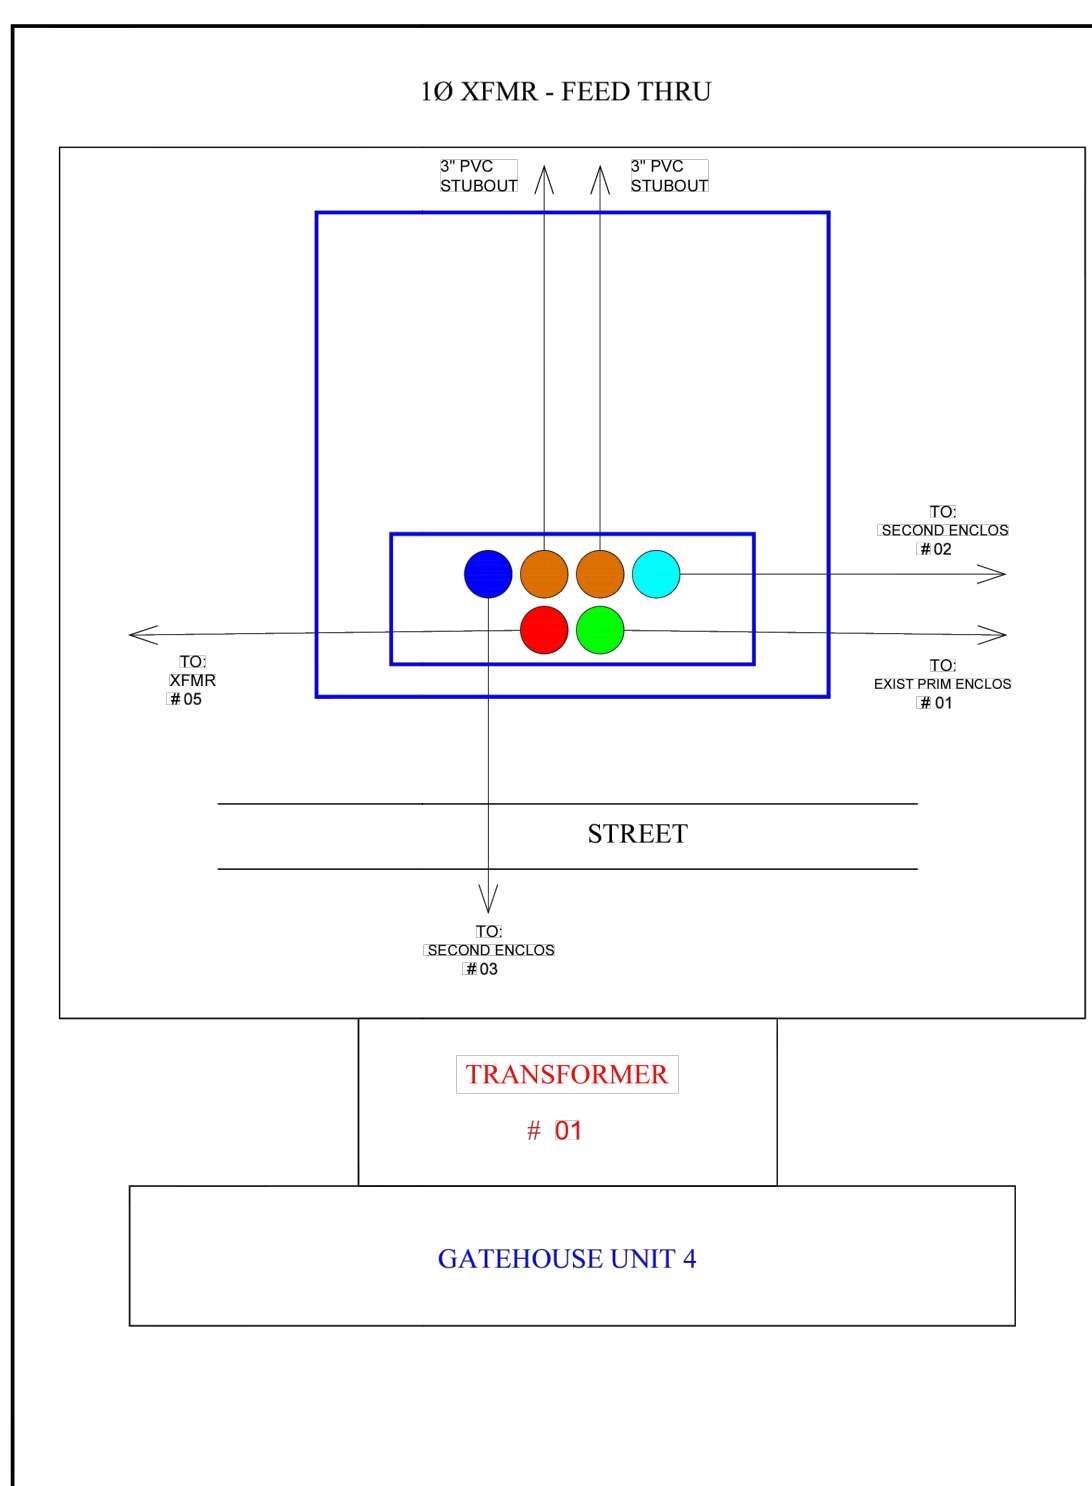 1Ø XFMR - FEED THRU
3" PVC
STUBOUT
3" PVC
STUBOUT
TO:
SECOND ENCLOS
# 02
TO:
XFMR
# 05
TO:
EXIST PRIM ENCLOS
# 01
STREET
TO:
SECOND ENCLOS
# 03
TRANSFORMER
# 01
GATEHOUSE UNIT 4